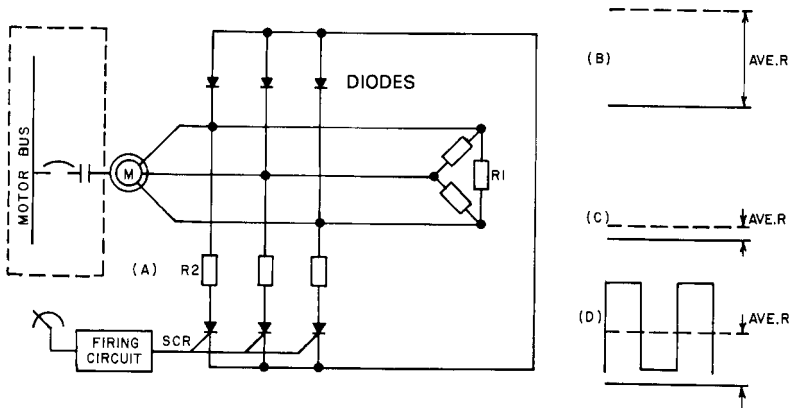 MOTOR BUS
M
DIODES
R1
(A)
R2
FIRING
CIRCUIT
SCR
(B)
AVE.R
(C)
AVE.R
(D)
AVE.R